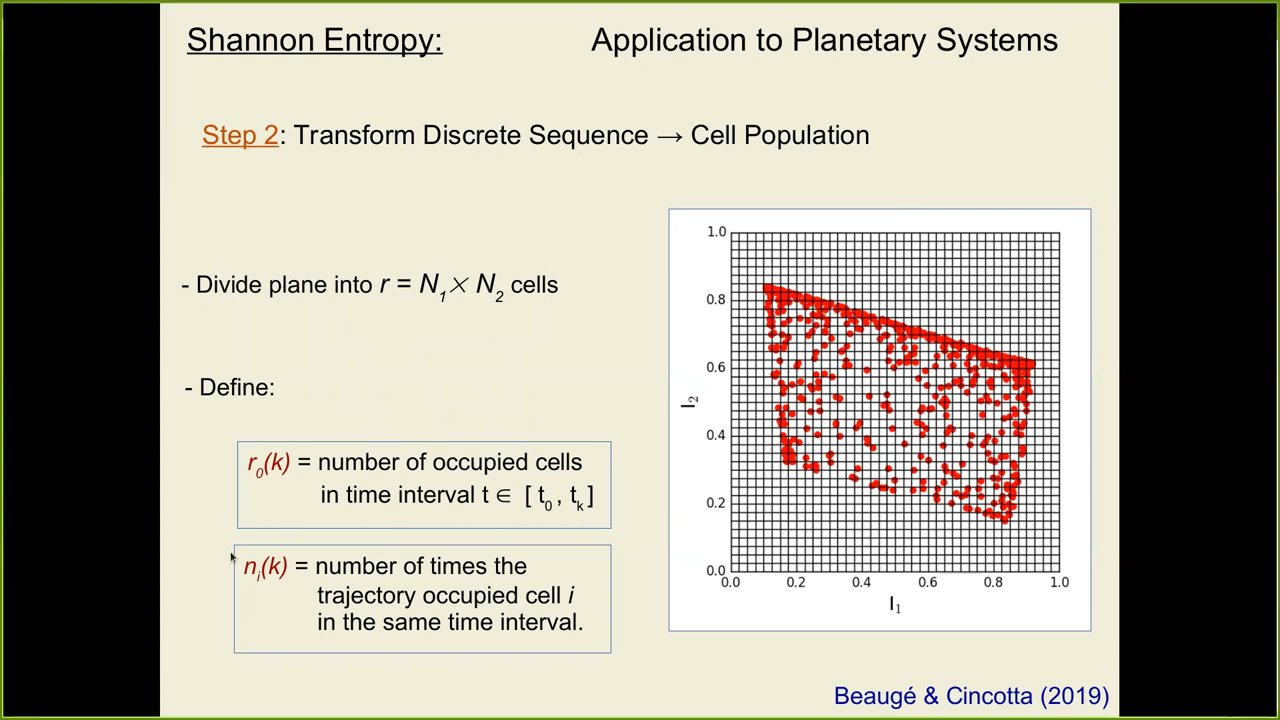 Shannon Entropy: Application to Planetary Systems
Step 2: Transform Discrete Sequence → Cell Population
- Divide plane into r = N1 × N2 cells
- Define:
r0(k) = number of occupied cells
in time interval t ∈ [ t0 , tk ]
ni(k) = number of times the
trajectory occupied cell i
in the same time interval.
1.0
0.8
0.6
0.4
0.2
0.0
I2
0.0 0.2 0.4 0.6 0.8 1.0
I1
Beaugé & Cincotta (2019)